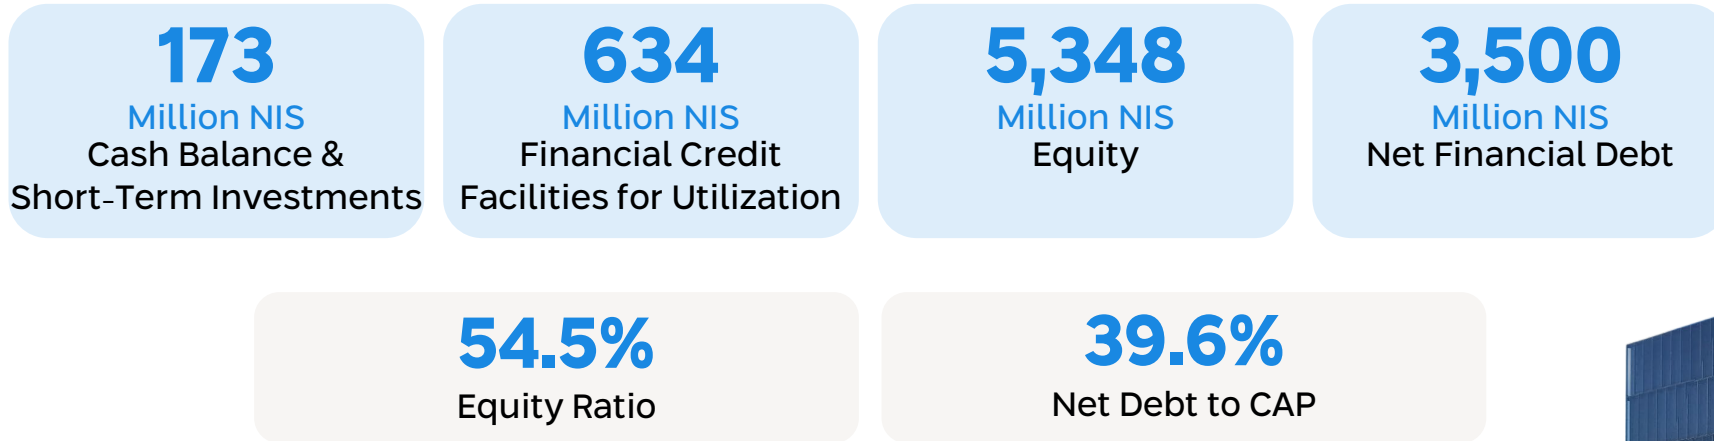 173
Million NIS
Cash Balance &
Short-Term Investments
634
Million NIS
Financial Credit
Facilities for Utilization
5,348
Million NIS
Equity
3,500
Million NIS
Net Financial Debt
54.5%
Equity Ratio
39.6%
Net Debt to CAP